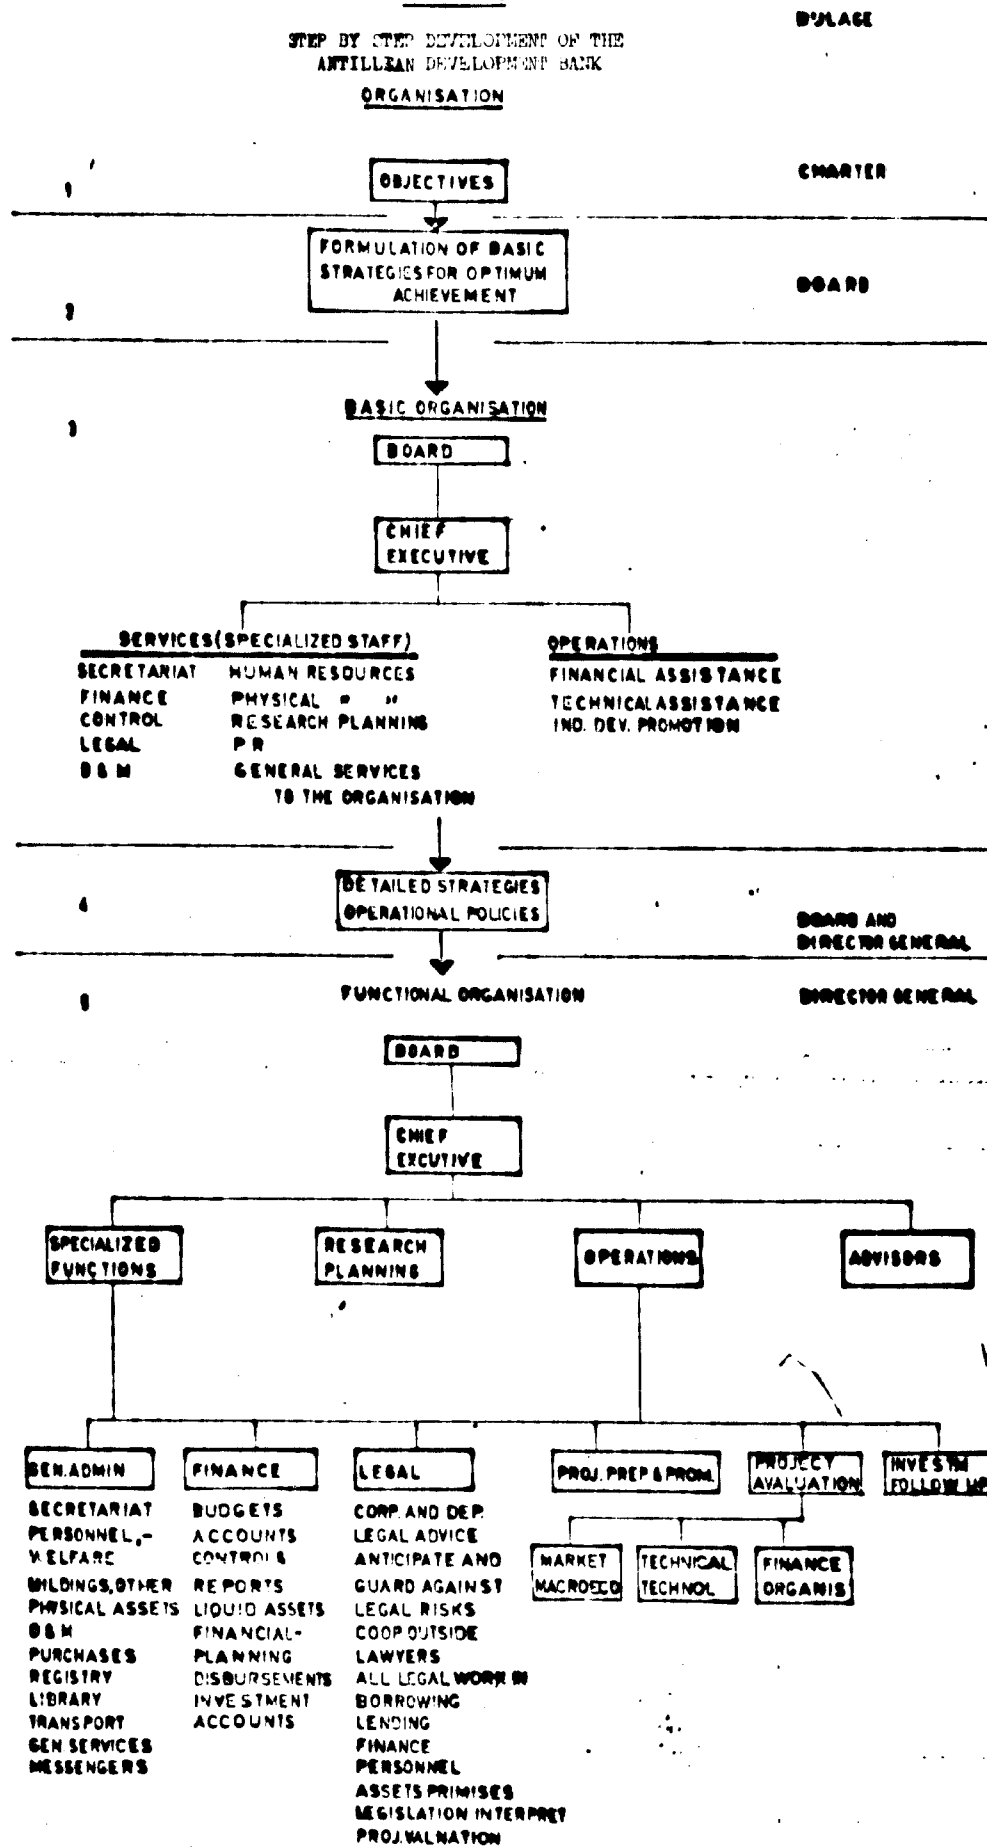 STEP BY STEP DEVELOPMENT OF THE
ANTILLEAN DEVELOPMENT BANK
ORGANISATION
1
OBJECTIVES
CHARTER
FORMULATION OF BASIC
STRATEGIES FOR OPTIMUM
ACHIEVEMENT
BOARD
2
BASIC ORGANISATION
3
BOARD
CHIEF
EXECUTIVE
SERVICES (SPECIALIZED STAFF)
SECRETARIAT HUMAN RESOURCES
FINANCE PHYSICAL " "
CONTROL RESEARCH PLANNING
LEGAL PR
O & M GENERAL SERVICES
TO THE ORGANISATION
OPERATIONS
FINANCIAL ASSISTANCE
TECHNICAL ASSISTANCE
IND. DEV. PROMOTION
4
DETAILED STRATEGIES
OPERATIONAL POLICIES
BOARD AND
DIRECTOR GENERAL
5
FUNCTIONAL ORGANISATION
DIRECTOR GENERAL
BOARD
CHIEF
EXCUTIVE
SPECIALIZED
FUNCTIONS
RESEARCH
PLANNING
OPERATIONS
ADVISORS
GEN. ADMIN
SECRETARIAT
PERSONNEL,-
WELFARE
BUILDINGS, OTHER
PHYSICAL ASSETS
O & M
PURCHASES
REGISTRY
LIBRARY
TRANSPORT
GEN. SERVICES
MESSENGERS
FINANCE
BUDGETS
ACCOUNTS
CONTROLS
REPORTS
LIQUID ASSETS
FINANCIAL-
PLANNING
DISBURSEMENTS
INVESTMENT
ACCOUNTS
LEGAL
CORP. AND DEP.
LEGAL ADVICE
ANTICIPATE AND
GUARD AGAINST
LEGAL RISKS
COOP OUTSIDE
LAWYERS
ALL LEGAL WORK IN
BORROWING
LENDING
FINANCE
PERSONNEL
ASSETS PRIMISES
LEGISLATION INTERPRET
PROJ. VALNATION
PROJ. PREP & PROM.
PROJECT
AVALUATION
INVESTM
FOLLOW UP
MARKET
MACROECO
TECHNICAL
TECHNOL
FINANCE
ORGANIS